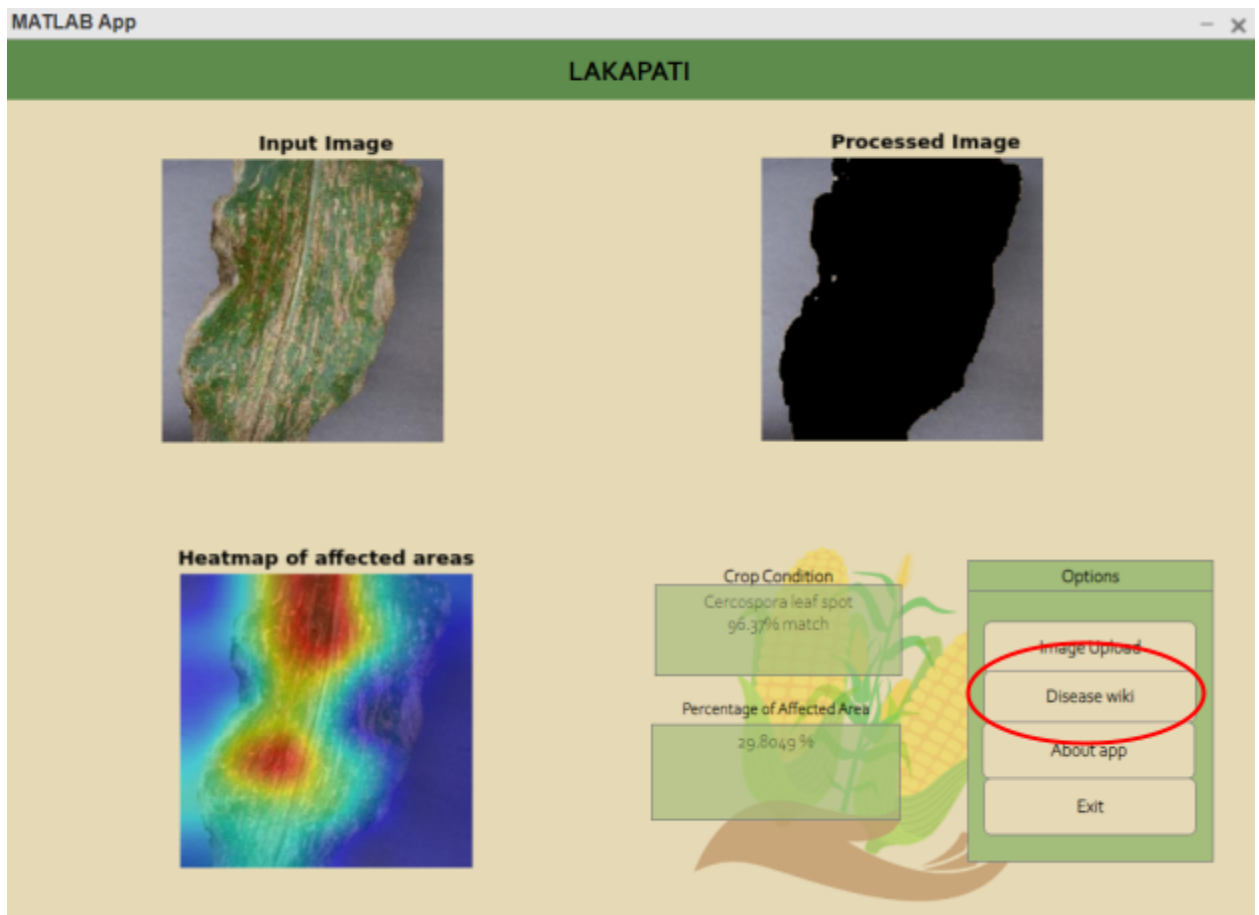 MATLAB App
LAKAPATI
Input Image
Processed Image
Heatmap of affected areas
Crop Condition
Cercospora leaf spot
96.37% match
Percentage of Affected Area
29.8049 %
Options
Image Upload
Disease wiki
About app
Exit